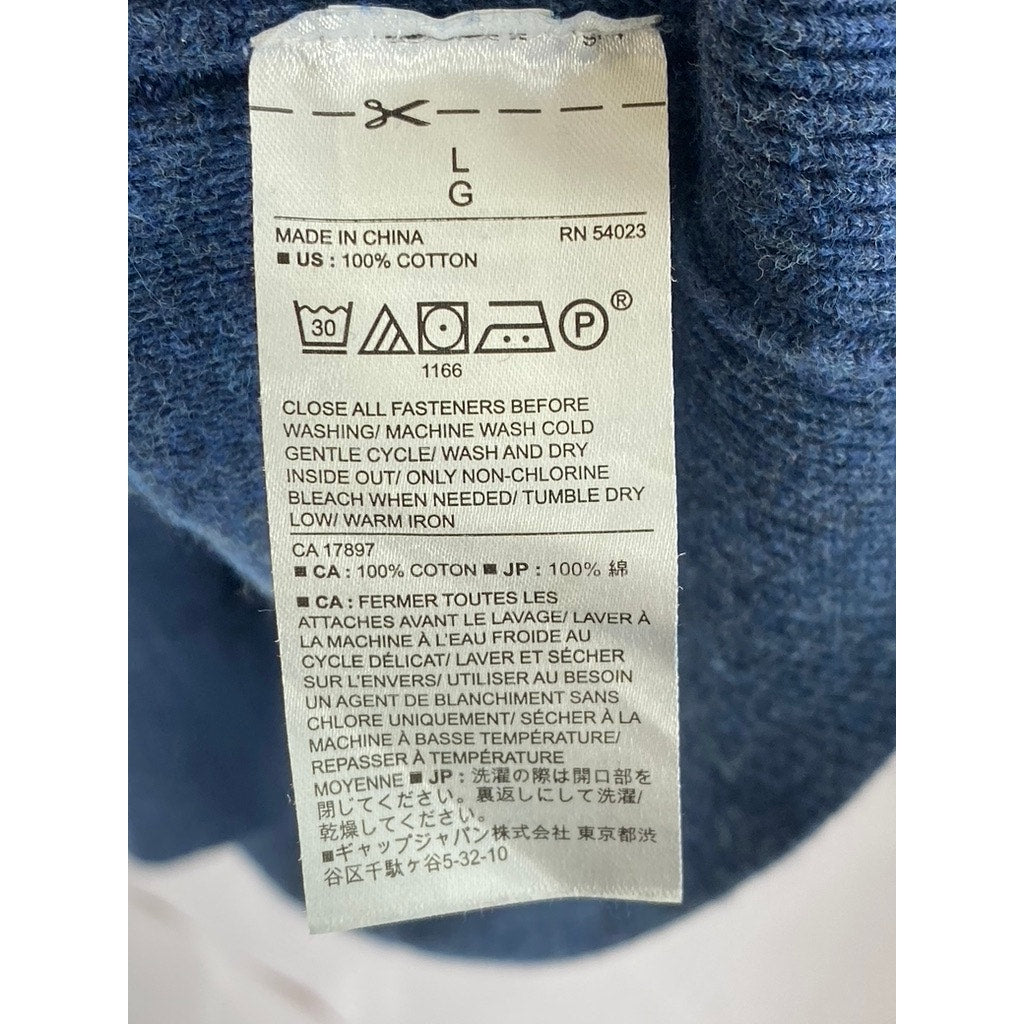 L
G
MADE IN CHINA RN 54023
■ US : 100% COTTON
30 P ®
1166
CLOSE ALL FASTENERS BEFORE
WASHING/ MACHINE WASH COLD
GENTLE CYCLE/ WASH AND DRY
INSIDE OUT/ ONLY NON-CHLORINE
BLEACH WHEN NEEDED/ TUMBLE DRY
LOW/ WARM IRON
CA 17897
■ CA : 100% COTON ■ JP : 100% 綿
■ CA : FERMER TOUTES LES
ATTACHES AVANT LE LAVAGE/ LAVER À
LA MACHINE À L'EAU FROIDE AU
CYCLE DÉLICAT/ LAVER ET SÉCHER
SUR L'ENVERS/ UTILISER AU BESOIN
UN AGENT DE BLANCHIMENT SANS
CHLORE UNIQUEMENT/ SÉCHER À LA
MACHINE À BASSE TEMPÉRATURE/
REPASSER À TEMPÉRATURE
MOYENNE ■ JP : 洗濯の際は開口部を
閉じてください。裏返しにして洗濯/
乾燥してください。
■ギャップジャパン株式会社 東京都渋
谷区千駄ヶ谷5-32-10